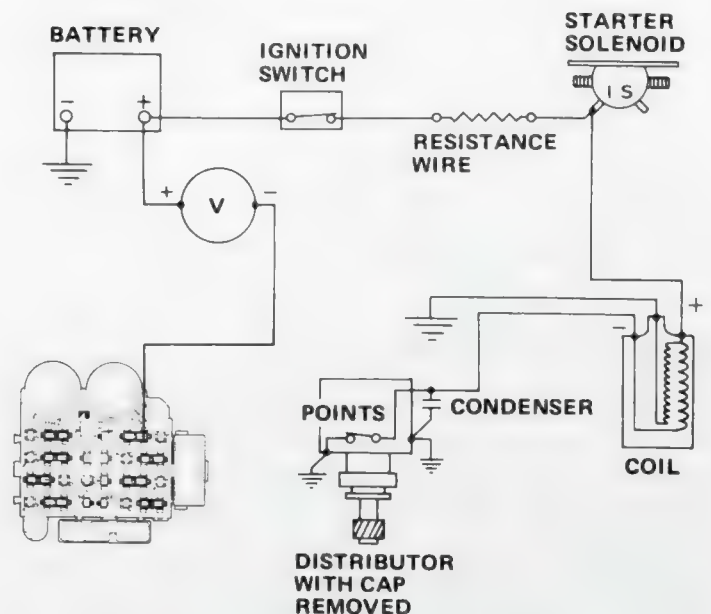 BATTERY
IGNITION
SWITCH
STARTER
SOLENOID
- +
I S
RESISTANCE
WIRE
+ V -
+
-
POINTS
CONDENSER
COIL
DISTRIBUTOR
WITH CAP
REMOVED